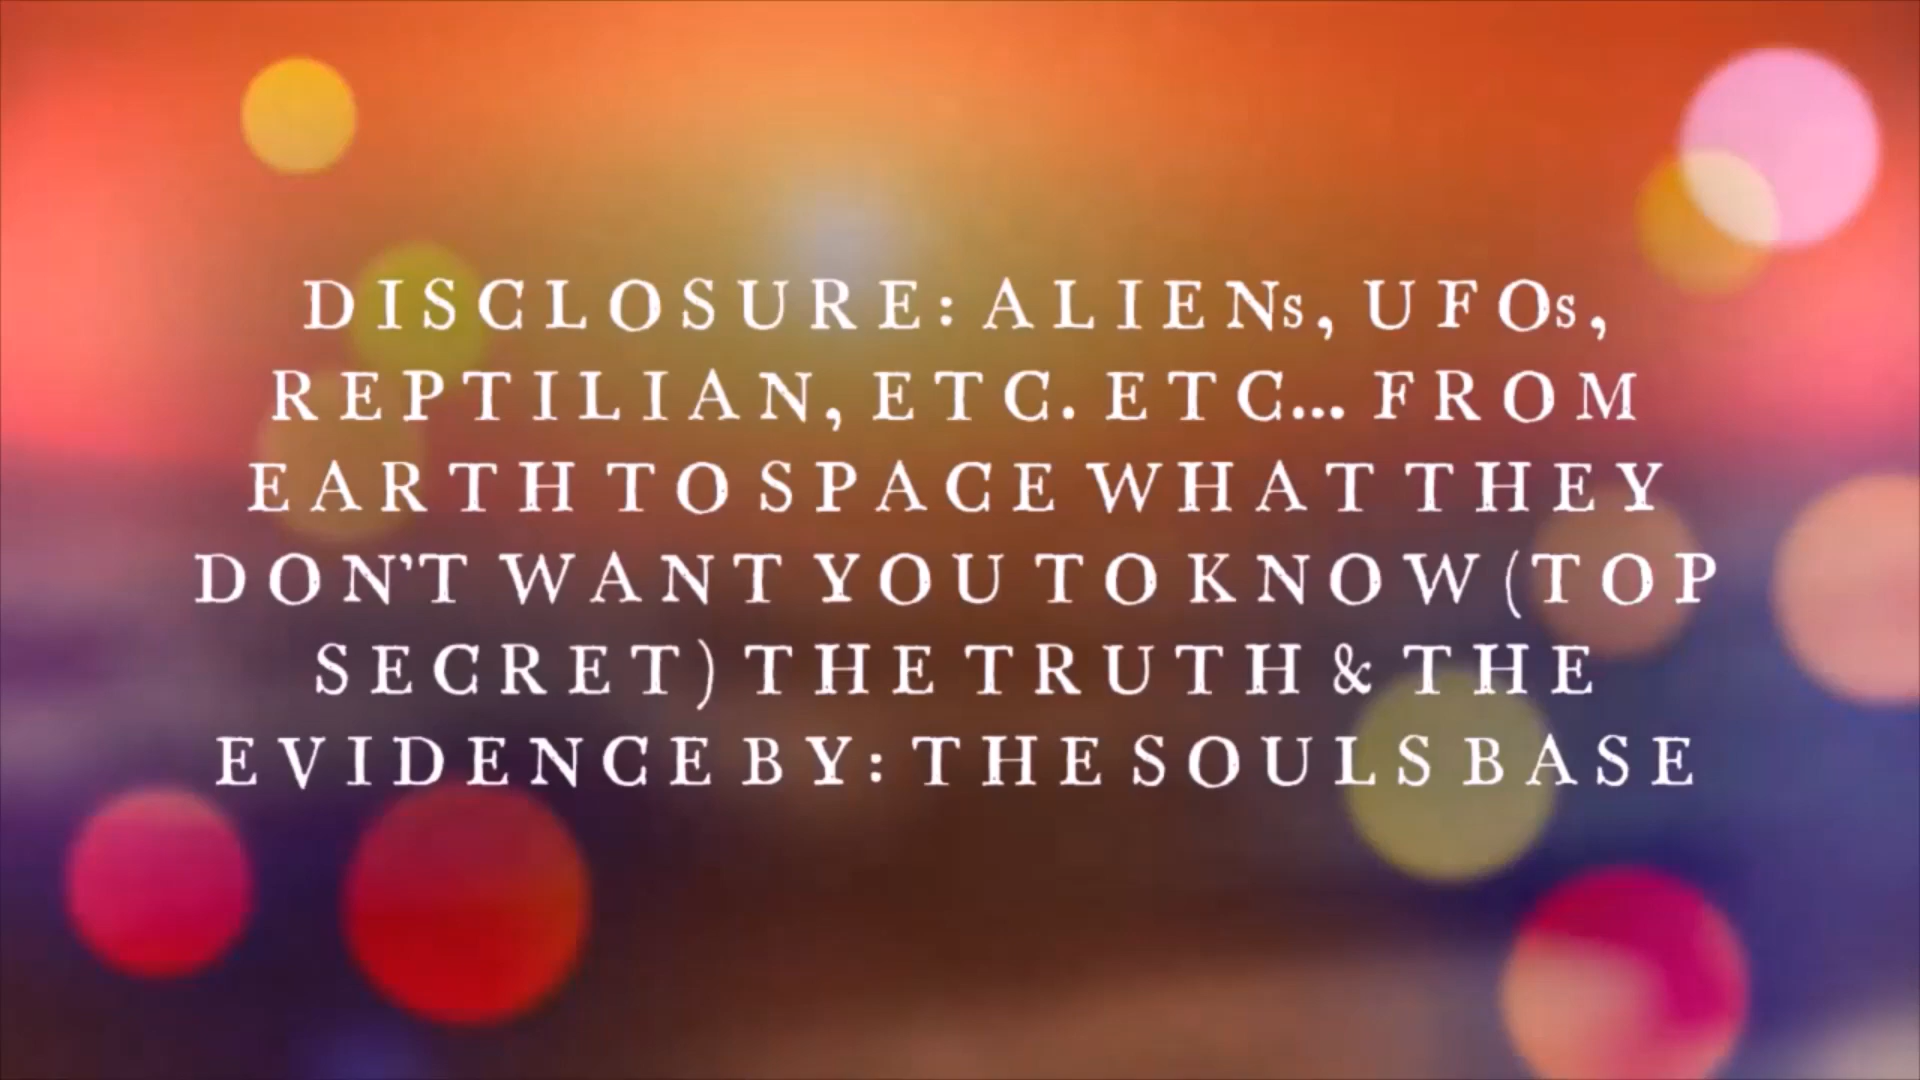 DISCLOSURE: ALIENs, UFOs,
REPTILIAN, ETC. ETC... FROM
EARTH TO SPACE WHAT THEY
DON'T WANT YOU TO KNOW (TOP
SECRET) THE TRUTH & THE
EVIDENCE BY: THE SOULS BASE